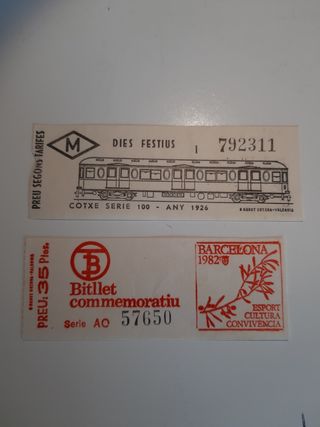 PREU SEGONS TARIFES
M
DIES FESTIUS
I 792311
COTXE SERIE 100 - ANY 1926
PREU: 35 Ptes.
TB
Bitllet
commemoratiu
Serie AO 57650
BARCELONA
1982
ESPORT
CULTURA
CONVIVÈNCIA